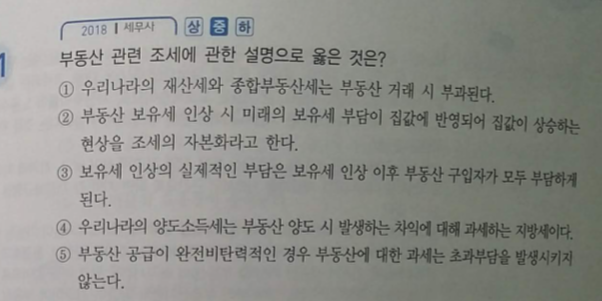 2018 | 세무사 상 중 하
1
부동산 관련 조세에 관한 설명으로 옳은 것은?
① 우리나라의 재산세와 종합부동산세는 부동산 거래 시 부과된다.
② 부동산 보유세 인상 시 미래의 보유세 부담이 집값에 반영되어 집값이 상승하는
현상을 조세의 자본화라고 한다.
③ 보유세 인상의 실제적인 부담은 보유세 인상 이후 부동산 구입자가 모두 부담하게
된다.
④ 우리나라의 양도소득세는 부동산 양도 시 발생하는 차익에 대해 과세하는 지방세이다.
⑤ 부동산 공급이 완전비탄력적인 경우 부동산에 대한 과세는 초과부담을 발생시키지
않는다.